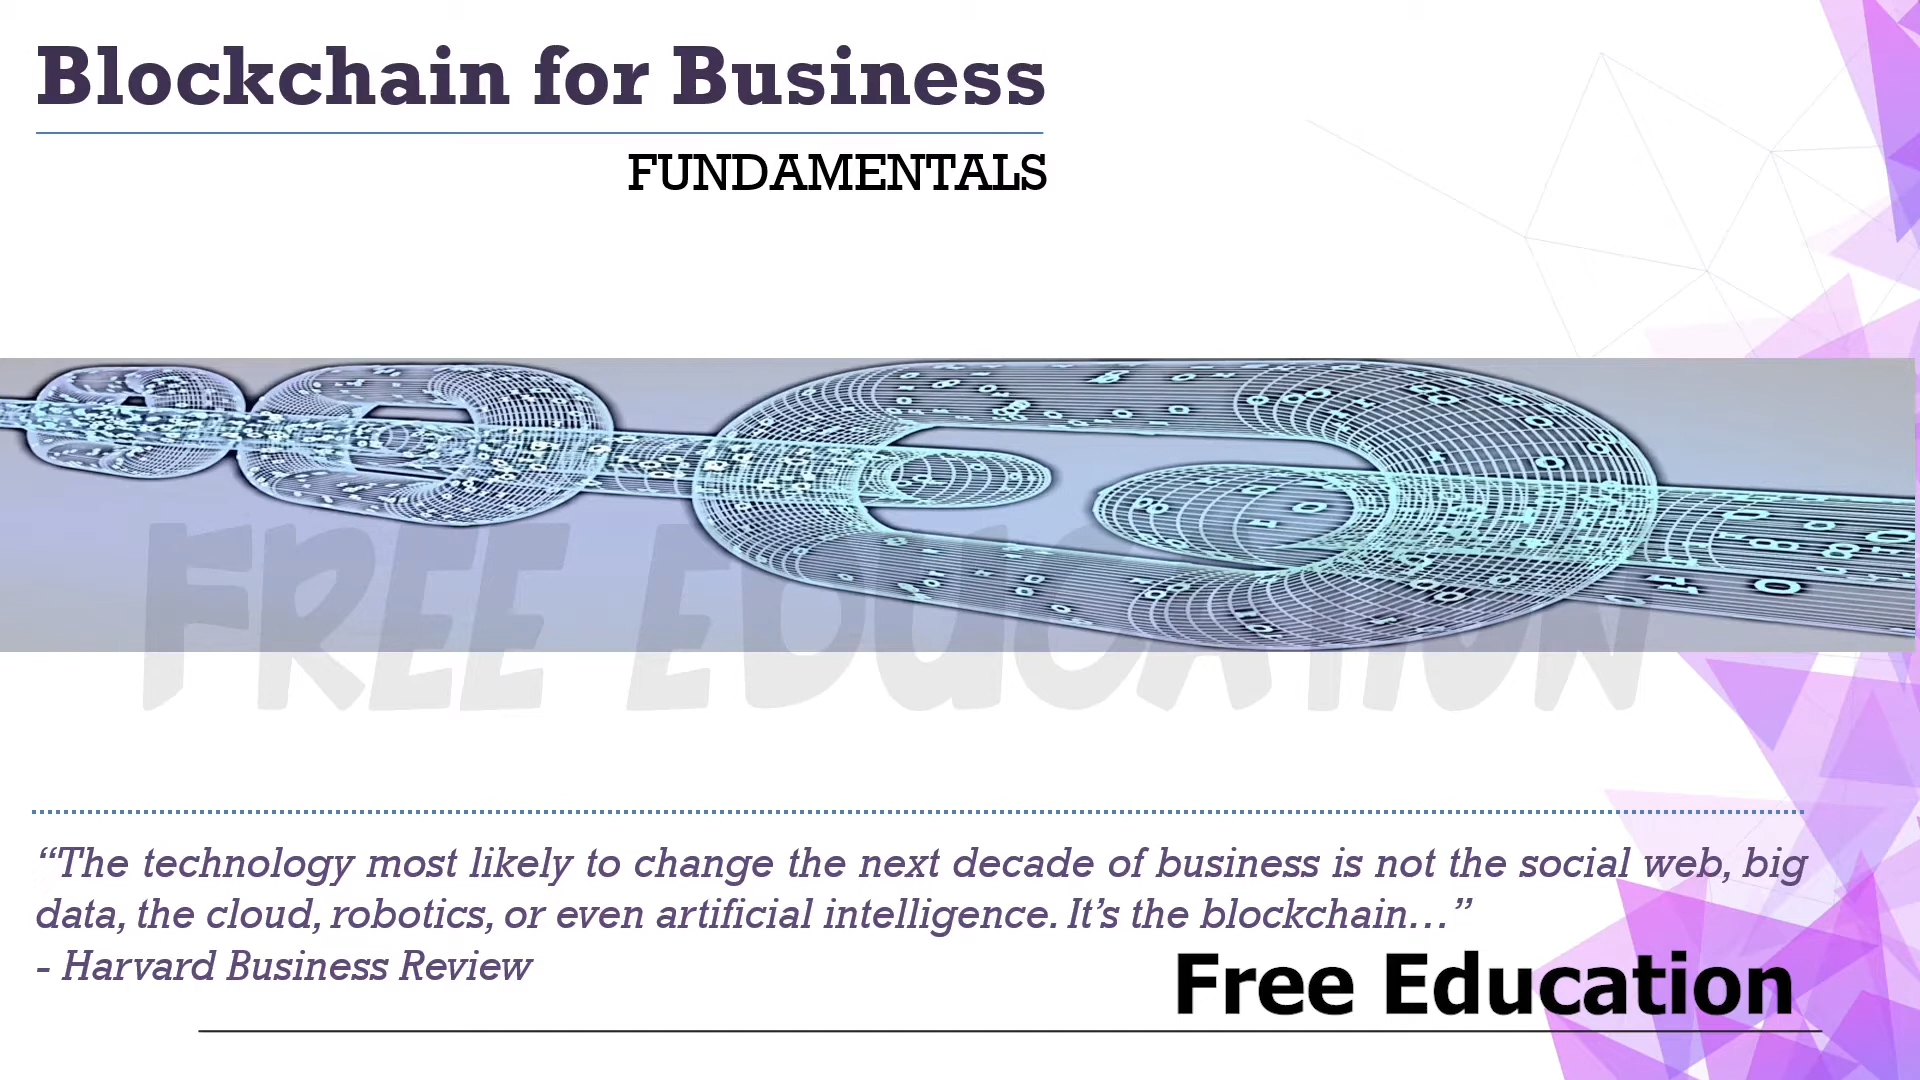 Blockchain for Business
FUNDAMENTALS
FREE EDUCATION
“The technology most likely to change the next decade of business is not the social web, big
data, the cloud, robotics, or even artificial intelligence. It’s the blockchain…”
- Harvard Business Review
Free Education